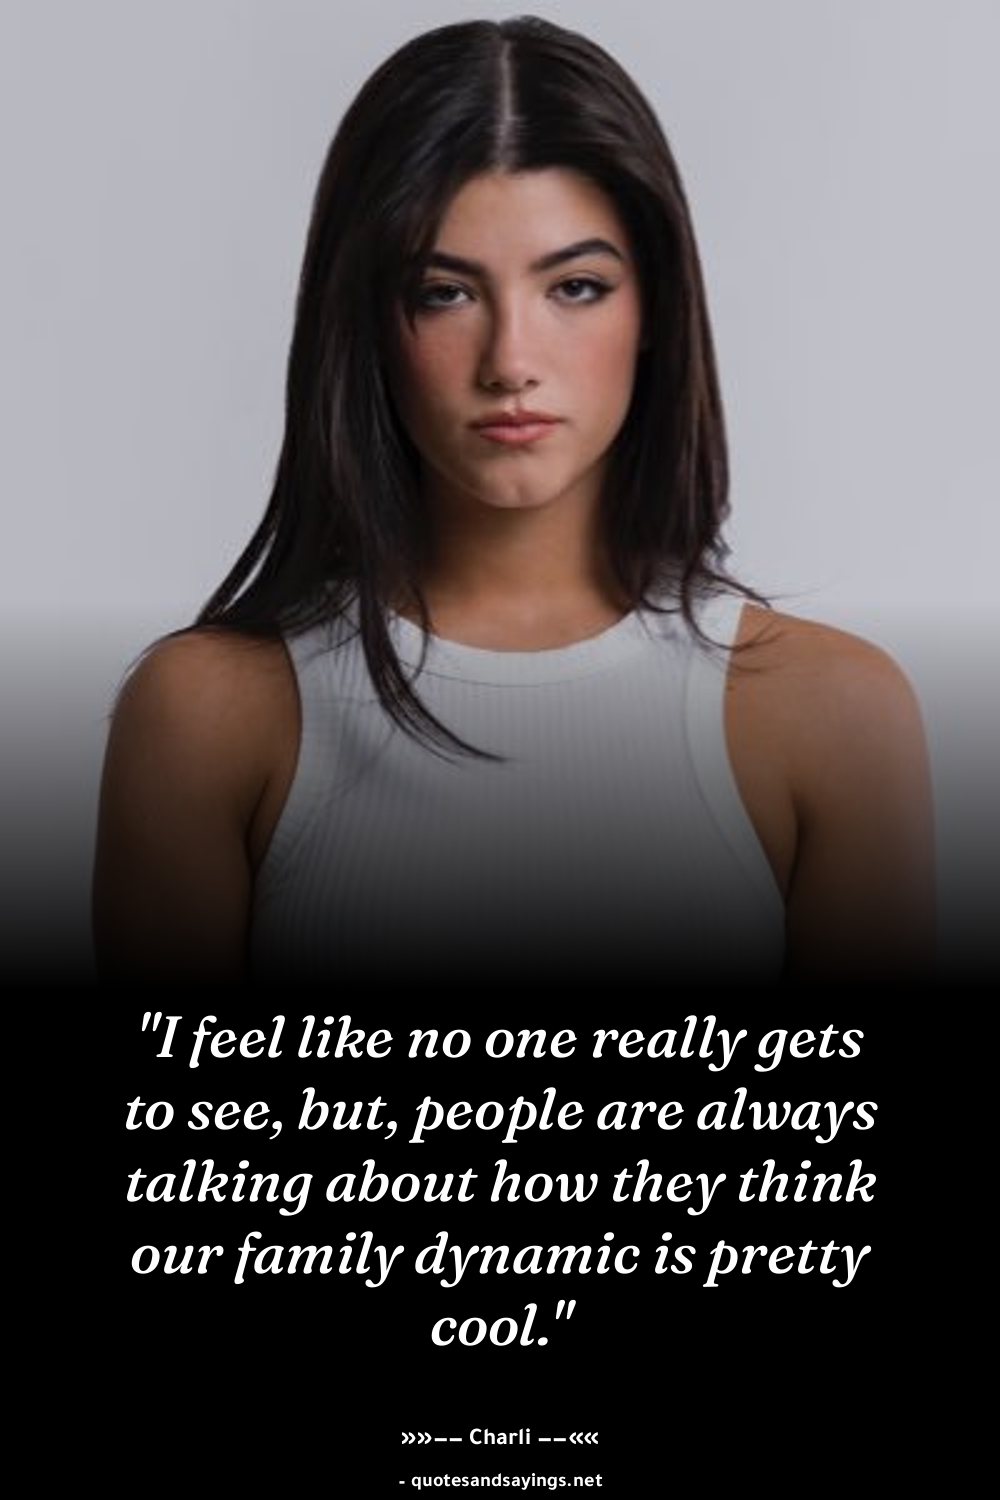 "I feel like no one really gets
to see, but, people are always
talking about how they think
our family dynamic is pretty
cool."
»»–– Charli ––««
- quotesandsayings.net